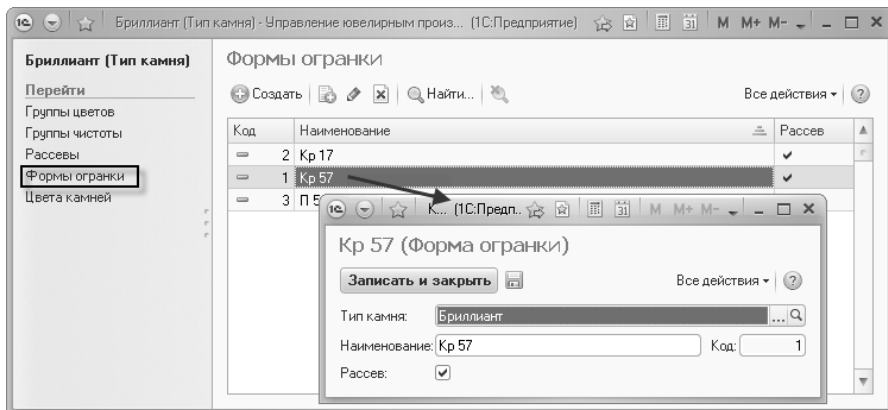 Бриллиант (Тип камня) - Управление ювелирным произ... (1С:Предприятие)
M M+ M-
Бриллиант (Тип камня)
Перейти
Группы цветов
Группы чистоты
Рассевы
Формы огранки
Цвета камней
Формы огранки
Создать
Найти...
Все действия
Код Наименование Рассев
2 Кр 17
1 Кр 57
3 П 5
К... (1С:Предп..
M M+ M-
Кр 57 (Форма огранки)
Записать и закрыть
Все действия
Тип камня: Бриллиант ...
Наименование: Кр 57 Код: 1
Рассев: